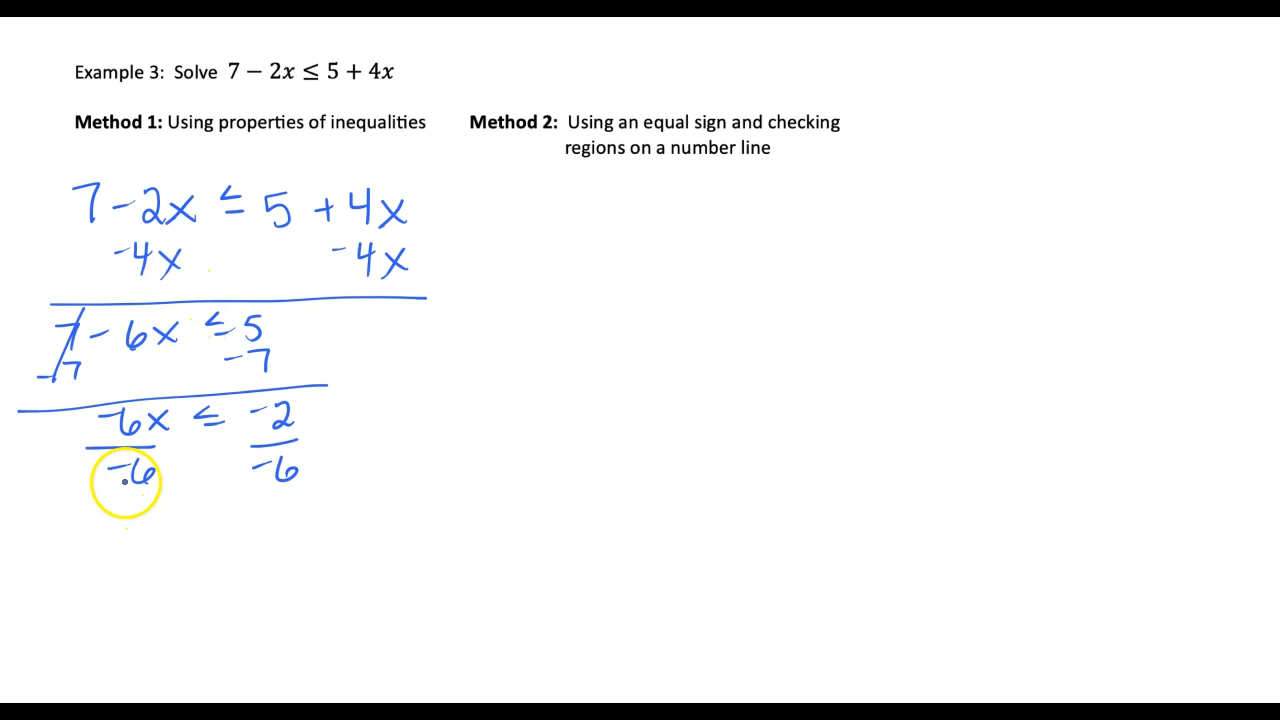 Example 3: Solve 7 − 2x ≤ 5 + 4x
Method 1: Using properties of inequalities
Method 2: Using an equal sign and checking
regions on a number line
7 - 2x ≤ 5 + 4x
-4x -4x
7 - 6x ≤ 5
-7 -7
-6x ≤ -2
-6 -6